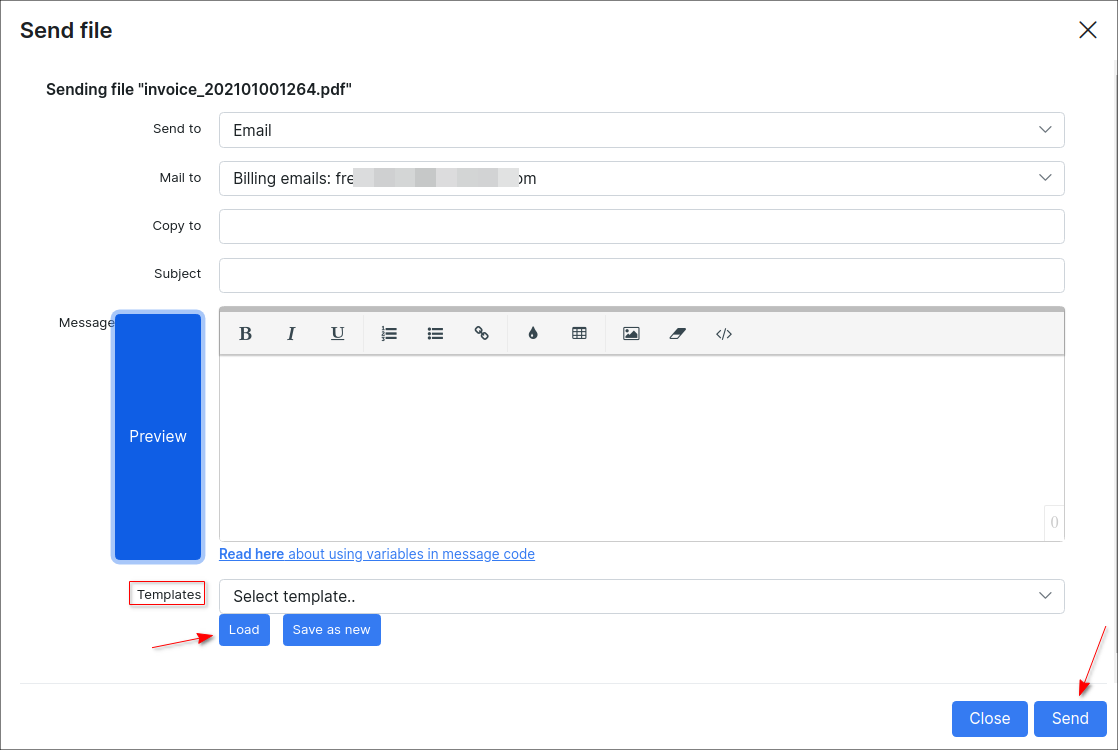 Send file
Sending file "invoice_202101001264.pdf"
Send to Email
Mail to Billing emails: fre om
Copy to
Subject
Message
B I U
Preview
0
Read here about using variables in message code
Templates Select template..
Load Save as new
Close Send